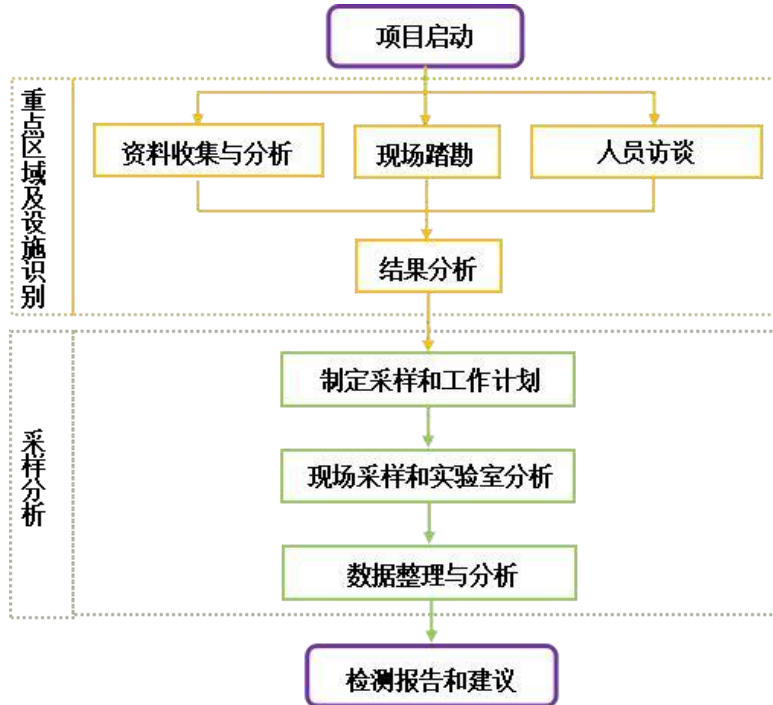 项目启动
重点区域及设施识别
资料收集与分析
现场踏勘
人员访谈
结果分析
采样分析
制定采样和工作计划
现场采样和实验室分析
数据整理与分析
检测报告和建议